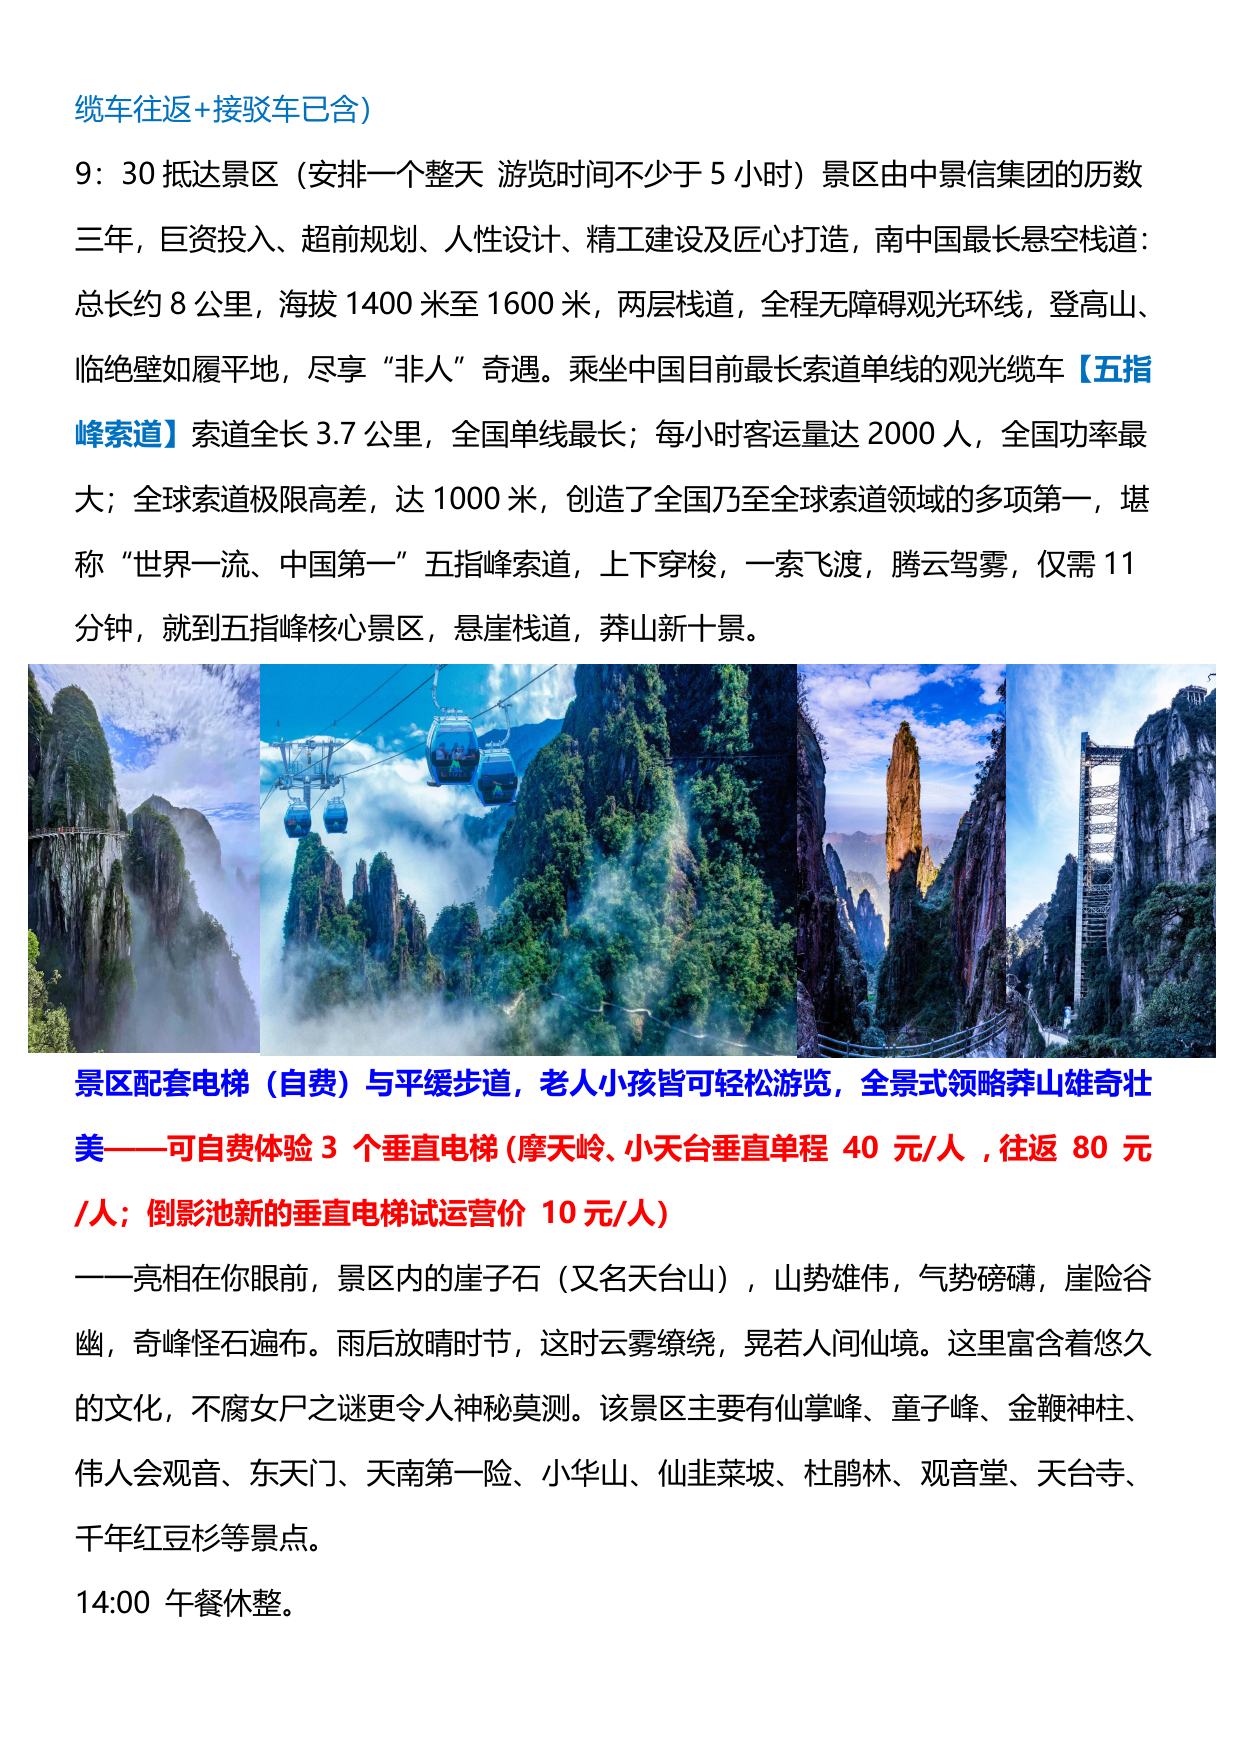 缆车往返+接驳车已含）
9：30 抵达景区（安排一个整天 游览时间不少于 5 小时）景区由中景信集团的历数
三年，巨资投入、超前规划、人性设计、精工建设及匠心打造，南中国最长悬空栈道：
总长约 8 公里，海拔 1400 米至 1600 米，两层栈道，全程无障碍观光环线，登高山、
临绝壁如履平地，尽享“非人”奇遇。乘坐中国目前最长索道单线的观光缆车【五指
峰索道】索道全长 3.7 公里，全国单线最长；每小时客运量达 2000 人，全国功率最
大；全球索道极限高差，达 1000 米，创造了全国乃至全球索道领域的多项第一，堪
称“世界一流、中国第一”五指峰索道，上下穿梭，一索飞渡，腾云驾雾，仅需 11
分钟，就到五指峰核心景区，悬崖栈道，莽山新十景。
景区配套电梯（自费）与平缓步道，老人小孩皆可轻松游览，全景式领略莽山雄奇壮
美——可自费体验 3 个垂直电梯（摩天岭、小天台垂直单程 40 元/人 ，往返 80 元
/人；倒影池新的垂直电梯试运营价 10 元/人）
一一亮相在你眼前，景区内的崖子石（又名天台山），山势雄伟，气势磅礴，崖险谷
幽，奇峰怪石遍布。雨后放晴时节，这时云雾缭绕，晃若人间仙境。这里富含着悠久
的文化，不腐女尸之谜更令人神秘莫测。该景区主要有仙掌峰、童子峰、金鞭神柱、
伟人会观音、东天门、天南第一险、小华山、仙韭菜坡、杜鹃林、观音堂、天台寺、
千年红豆杉等景点。
14:00 午餐休整。